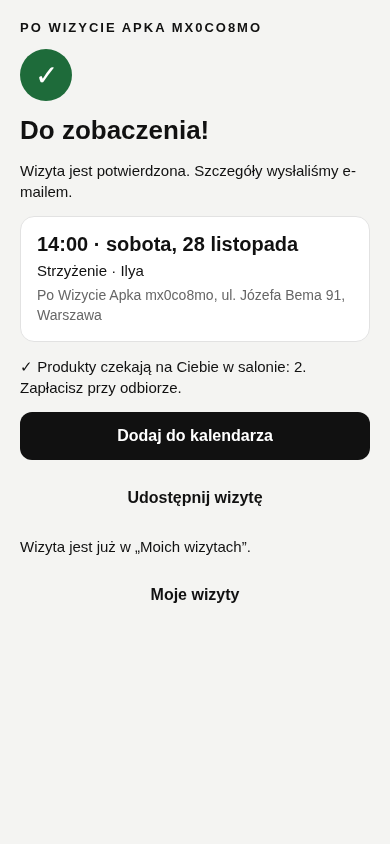 PO WIZYCIE APKA MX0CO8MO
✓
Do zobaczenia!
Wizyta jest potwierdzona. Szczegóły wysłaliśmy e-
mailem.
14:00 · sobota, 28 listopada
Strzyżenie · Ilya
Po Wizycie Apka mx0co8mo, ul. Józefa Bema 91,
Warszawa
✓ Produkty czekają na Ciebie w salonie: 2.
Zapłacisz przy odbiorze.
Dodaj do kalendarza
Udostępnij wizytę
Wizyta jest już w „Moich wizytach”.
Moje wizyty